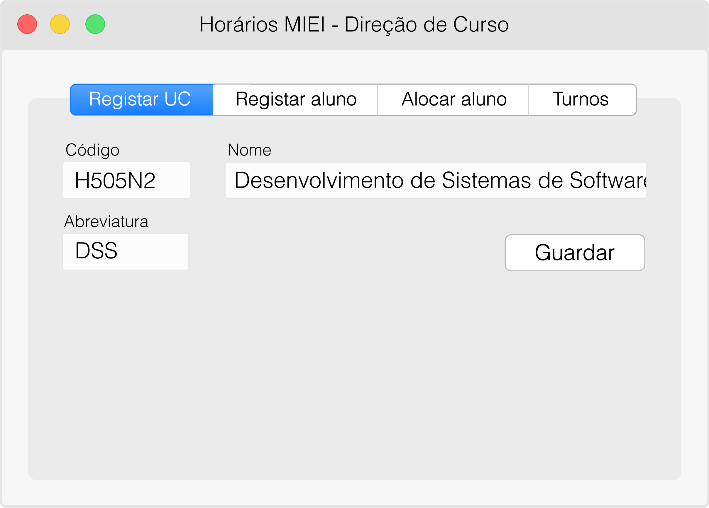 Horários MIEI - Direção de Curso
Registar UC Registar aluno Alocar aluno Turnos
Código Nome
H505N2 Desenvolvimento de Sistemas de Software
Abreviatura
DSS Guardar